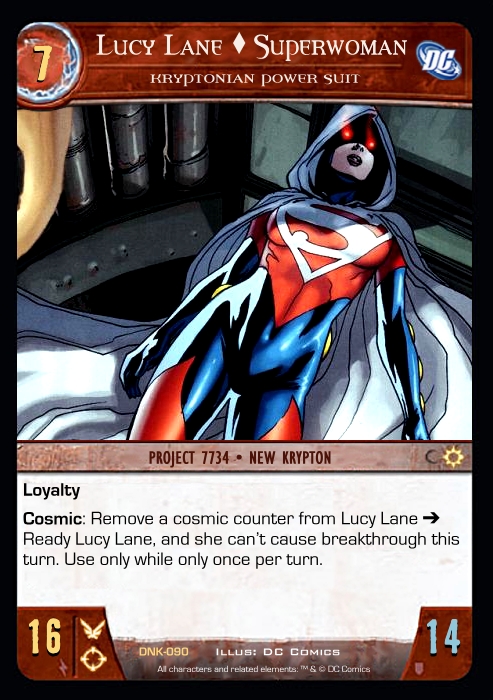 7
LUCY LANE ♦ SUPERWOMAN
DC
KRYPTONIAN POWER SUIT
PROJECT 7734 • NEW KRYPTON
Loyalty
Cosmic: Remove a cosmic counter from Lucy Lane ➔
Ready Lucy Lane, and she can't cause breakthrough this
turn. Use only while only once per turn.
16
DNK-090 ILLUS: DC COMICS
14
All characters and related elements: ™ & © DC Comics